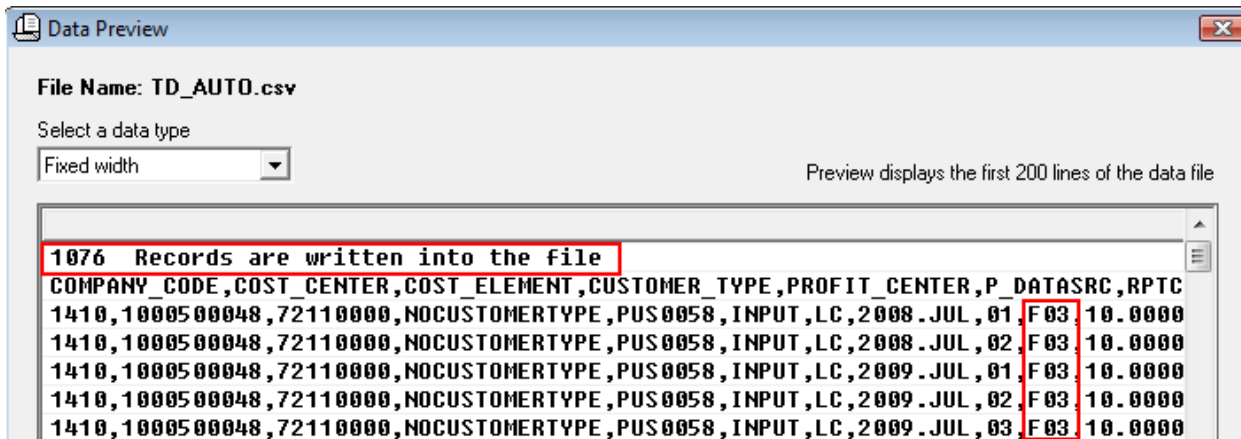 Data Preview
File Name: TD_AUTO.csv
Select a data type
Fixed width
Preview displays the first 200 lines of the data file
1076  Records are written into the file
COMPANY_CODE,COST_CENTER,COST_ELEMENT,CUSTOMER_TYPE,PROFIT_CENTER,P_DATASRC,RPTC
1410,1000500048,72110000,NOCUSTOMERTYPE,PUS0058,INPUT,LC,2008.JUL,01,F03,10.0000
1410,1000500048,72110000,NOCUSTOMERTYPE,PUS0058,INPUT,LC,2008.JUL,02,F03,10.0000
1410,1000500048,72110000,NOCUSTOMERTYPE,PUS0058,INPUT,LC,2009.JUL,01,F03,10.0000
1410,1000500048,72110000,NOCUSTOMERTYPE,PUS0058,INPUT,LC,2009.JUL,02,F03,10.0000
1410,1000500048,72110000,NOCUSTOMERTYPE,PUS0058,INPUT,LC,2009.JUL,03,F03,10.0000